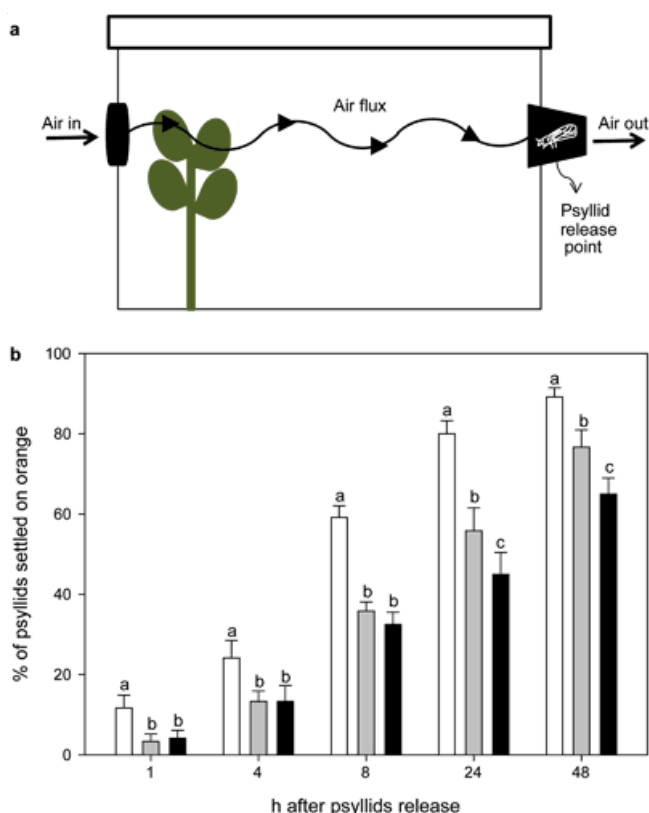 a
Air in
Air flux
Air out
Psyllid
release
point
b
% of psyllids settled on orange
100
80
60
40
20
0
a
b
b
a
b
b
a
b
b
a
b
c
a
b
c
1
4
8
24
48
h after psyllids release